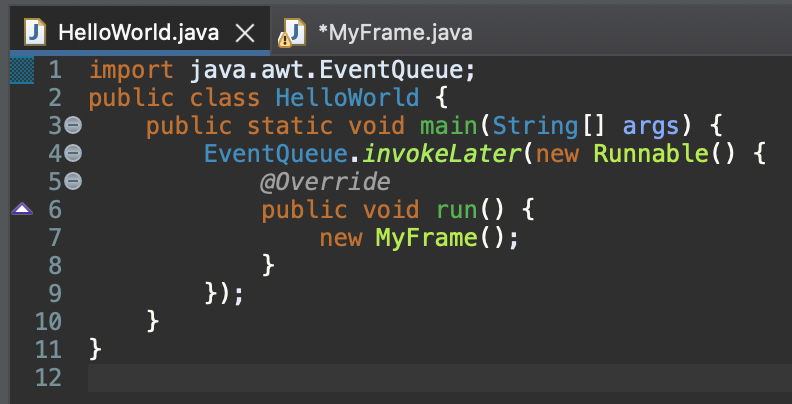 HelloWorld.java *MyFrame.java
1 import java.awt.EventQueue;
2 public class HelloWorld {
3     public static void main(String[] args) {
4         EventQueue.invokeLater(new Runnable() {
5             @Override
6             public void run() {
7                 new MyFrame();
8             }
9         });
10     }
11 }
12